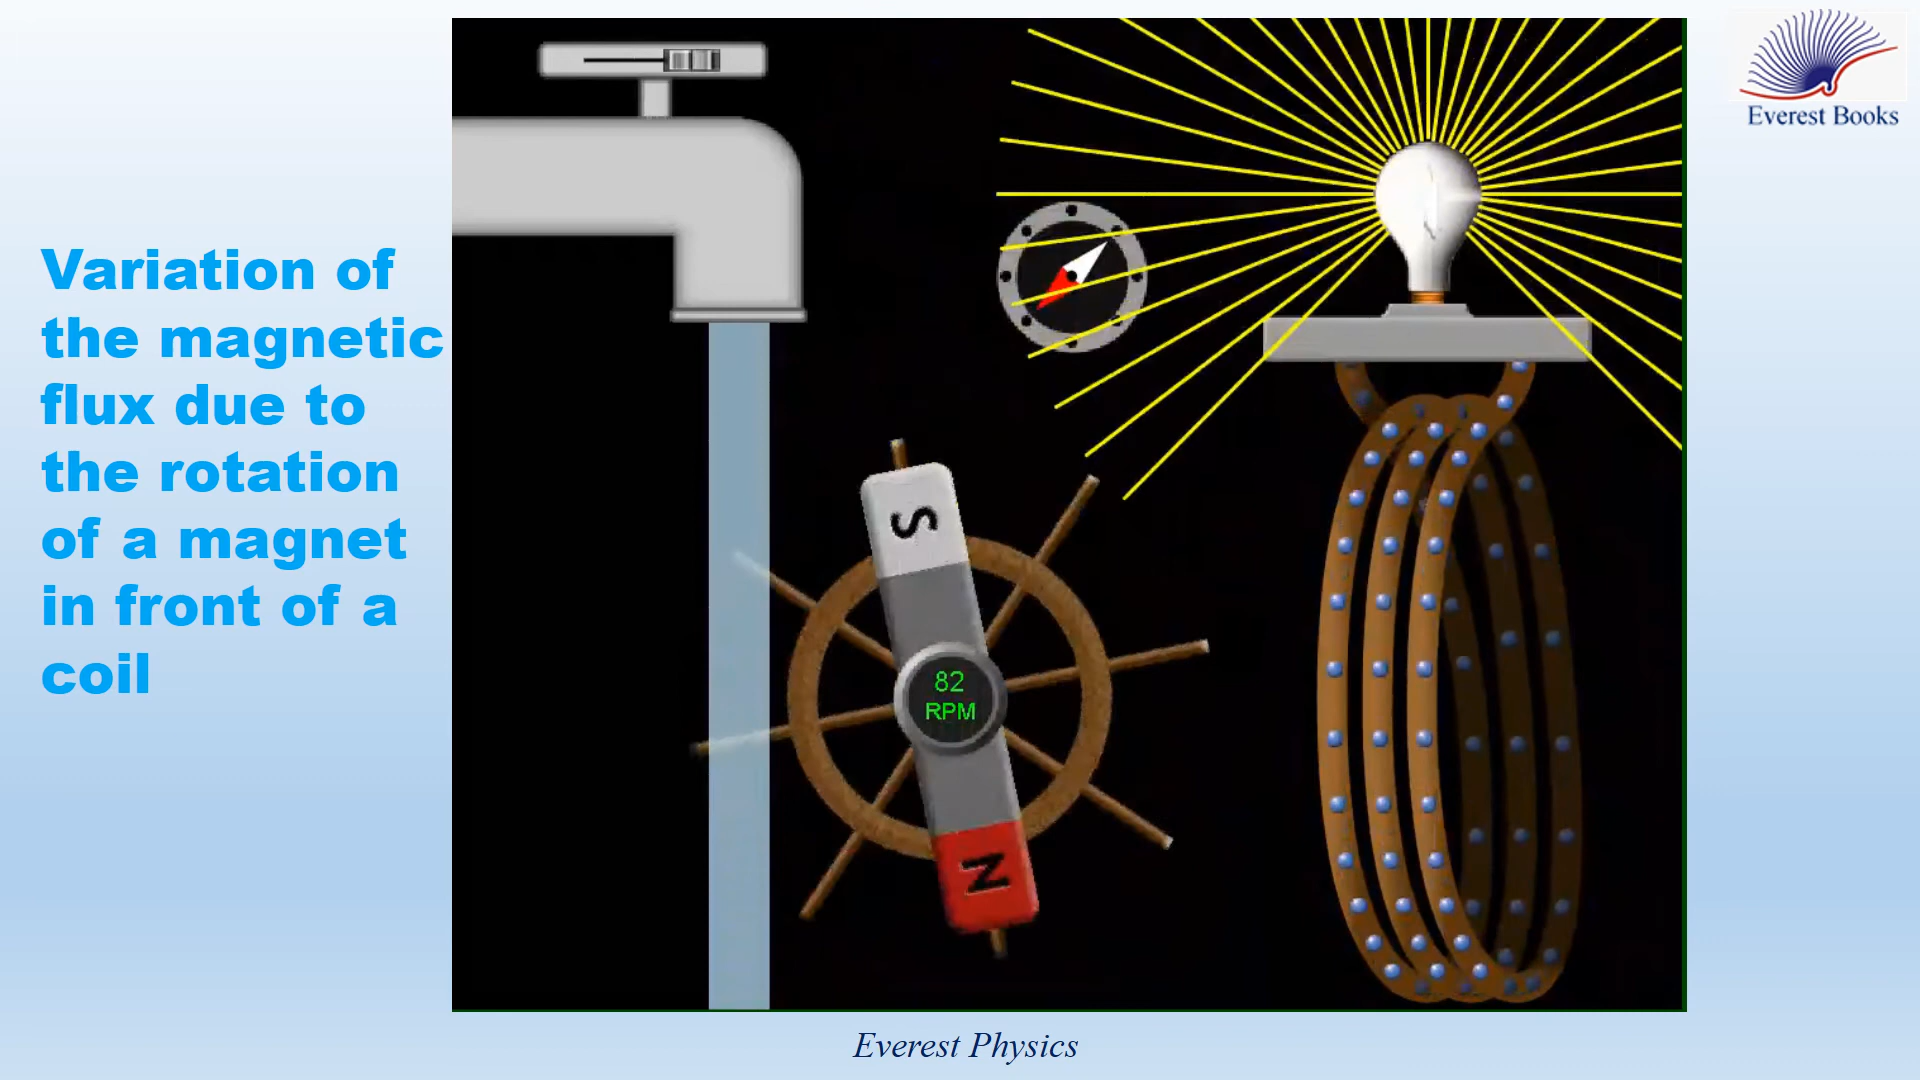 Everest Books
Variation of
the magnetic
flux due to
the rotation
of a magnet
in front of a
coil
S
82
RPM
N
Everest Physics